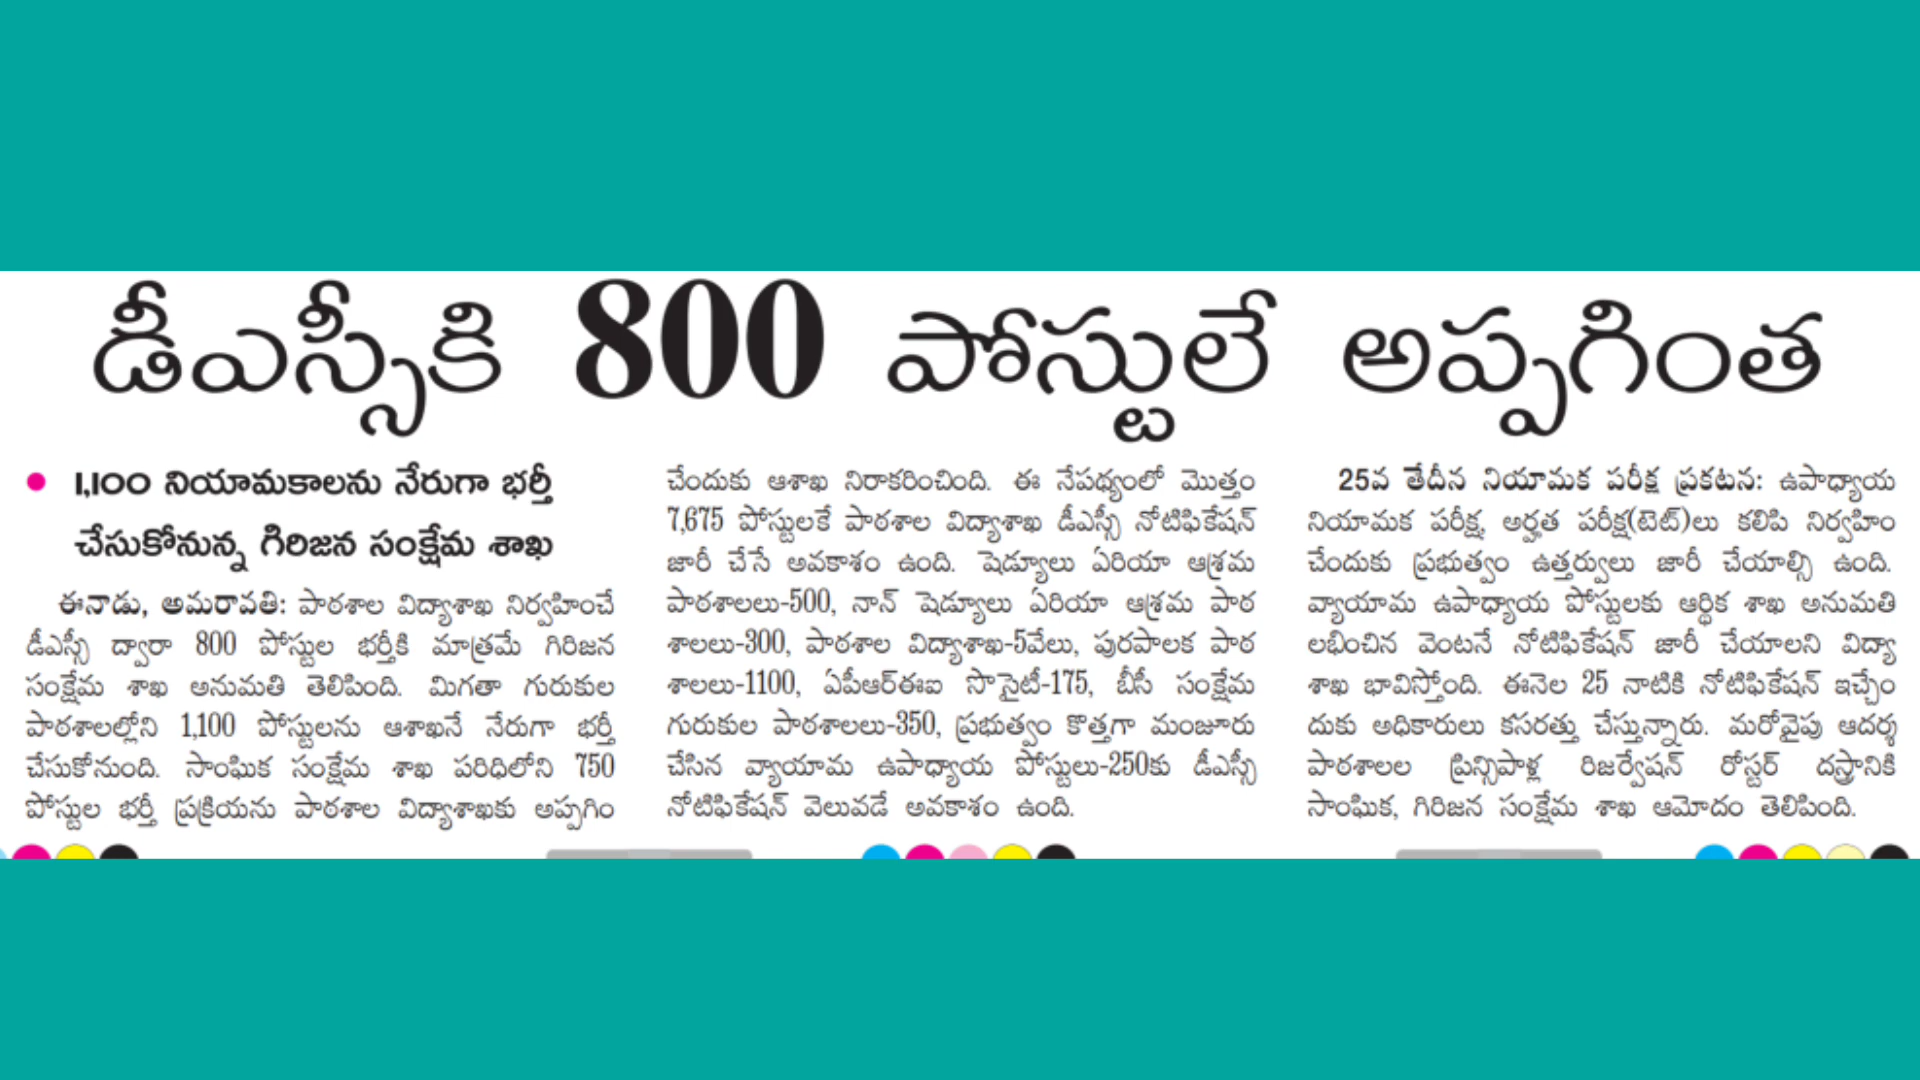 డీఎస్సీకి 800 పోస్టులే అప్పగింత
• 1,100 నియామకాలను నేరుగా భర్తీ
చేసుకోనున్న గిరిజన సంక్షేమ శాఖ
ఈనాడు, అమరావతి: పాఠశాల విద్యాశాఖ నిర్వహించే
డీఎస్సీ ద్వారా 800 పోస్టుల భర్తీకి మాత్రమే గిరిజన
సంక్షేమ శాఖ అనుమతి తెలిపింది. మిగతా గురుకుల
పాఠశాలల్లోని 1,100 పోస్టులను ఆశాఖనే నేరుగా భర్తీ
చేసుకోనుంది. సాంఘిక సంక్షేమ శాఖ పరిధిలోని 750
పోస్టుల భర్తీ ప్రక్రియను పాఠశాల విద్యాశాఖకు అప్పగిం
చేందుకు ఆశాఖ నిరాకరించింది. ఈ నేపథ్యంలో మొత్తం
7,675 పోస్టులకే పాఠశాల విద్యాశాఖ డీఎస్సీ నోటిఫికేషన్
జారీ చేసే అవకాశం ఉంది. షెడ్యూలు ఏరియా ఆశ్రమ
పాఠశాలలు-500, నాన్ షెడ్యూలు ఏరియా ఆశ్రమ పాఠ
శాలలు-300, పాఠశాల విద్యాశాఖ-5వేలు, పురపాలక పాఠ
శాలలు-1100, ఏపీఆర్ఈఐ సొసైటీ-175, బీసీ సంక్షేమ
గురుకుల పాఠశాలలు-350, ప్రభుత్వం కొత్తగా మంజూరు
చేసిన వ్యాయామ ఉపాధ్యాయ పోస్టులు-250కు డీఎస్సీ
నోటిఫికేషన్ వెలువడే అవకాశం ఉంది.
25వ తేదీన నియామక పరీక్ష ప్రకటన: ఉపాధ్యాయ
నియామక పరీక్ష, అర్హత పరీక్ష(టెట్)లు కలిపి నిర్వహిం
చేందుకు ప్రభుత్వం ఉత్తర్వులు జారీ చేయాల్సి ఉంది.
వ్యాయామ ఉపాధ్యాయ పోస్టులకు ఆర్థిక శాఖ అనుమతి
లభించిన వెంటనే నోటిఫికేషన్ జారీ చేయాలని విద్యా
శాఖ భావిస్తోంది. ఈనెల 25 నాటికి నోటిఫికేషన్ ఇచ్చేం
దుకు అధికారులు కసరత్తు చేస్తున్నారు. మరోవైపు ఆదర్శ
పాఠశాలల ప్రిన్సిపాళ్ల రిజర్వేషన్ రోస్టర్ దస్త్రానికి
సాంఘిక, గిరిజన సంక్షేమ శాఖ ఆమోదం తెలిపింది.